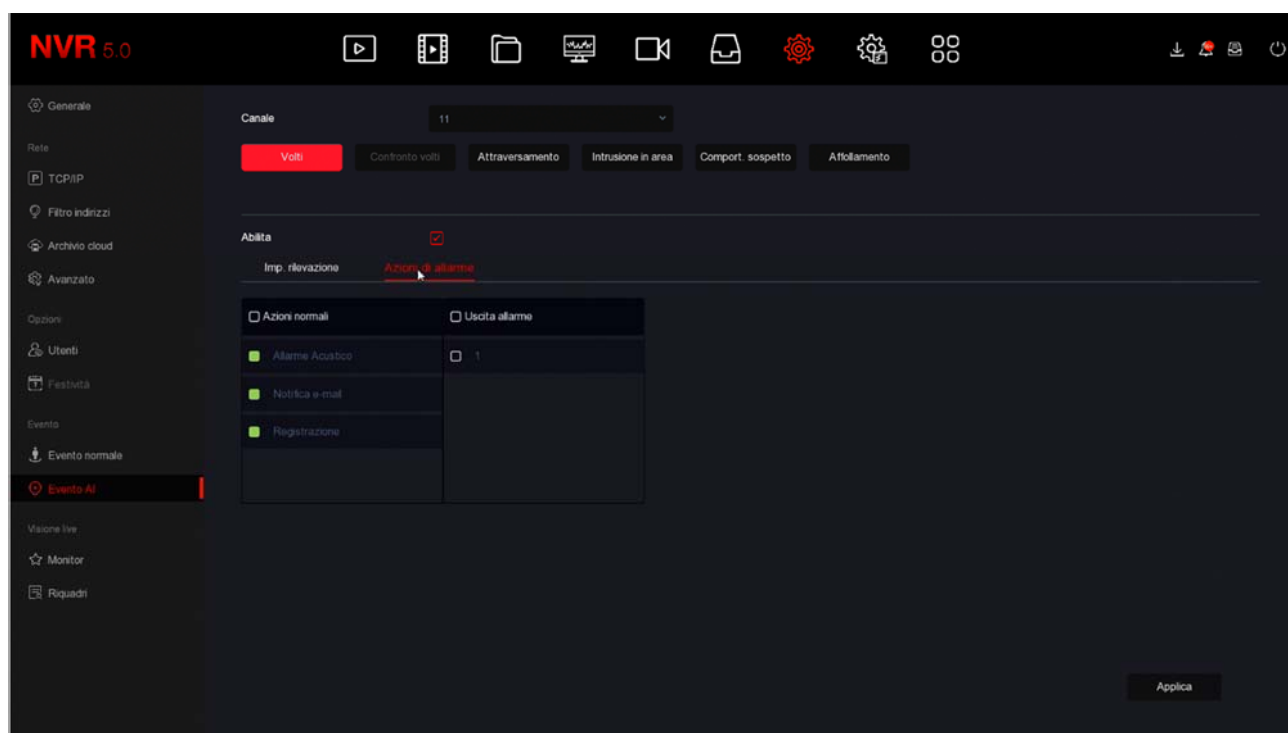 NVR 5.0
Generale
Rete
TCP/IP
Filtro indirizzi
Archivio cloud
Avanzato
Opzioni
Utenti
Festività
Evento
Evento normale
Evento AI
Visione live
Monitor
Riquadri
Canale 11
Volti Confronto volti Attraversamento Intrusione in area Comport. sospetto Affollamento
Abilita
Imp. rilevazione Azioni di allarme
Azioni normali Uscita allarme
Allarme Acustico 1
Notifica e-mail
Registrazione
Applica